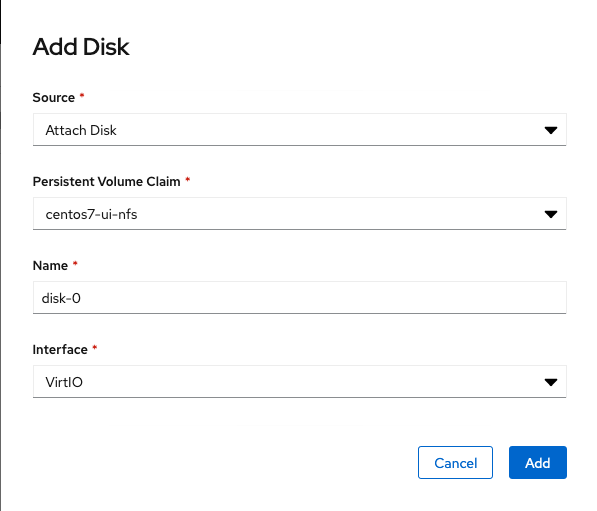 Add Disk
Source *
Attach Disk
Persistent Volume Claim *
centos7-ui-nfs
Name *
disk-0
Interface *
VirtIO
Cancel Add